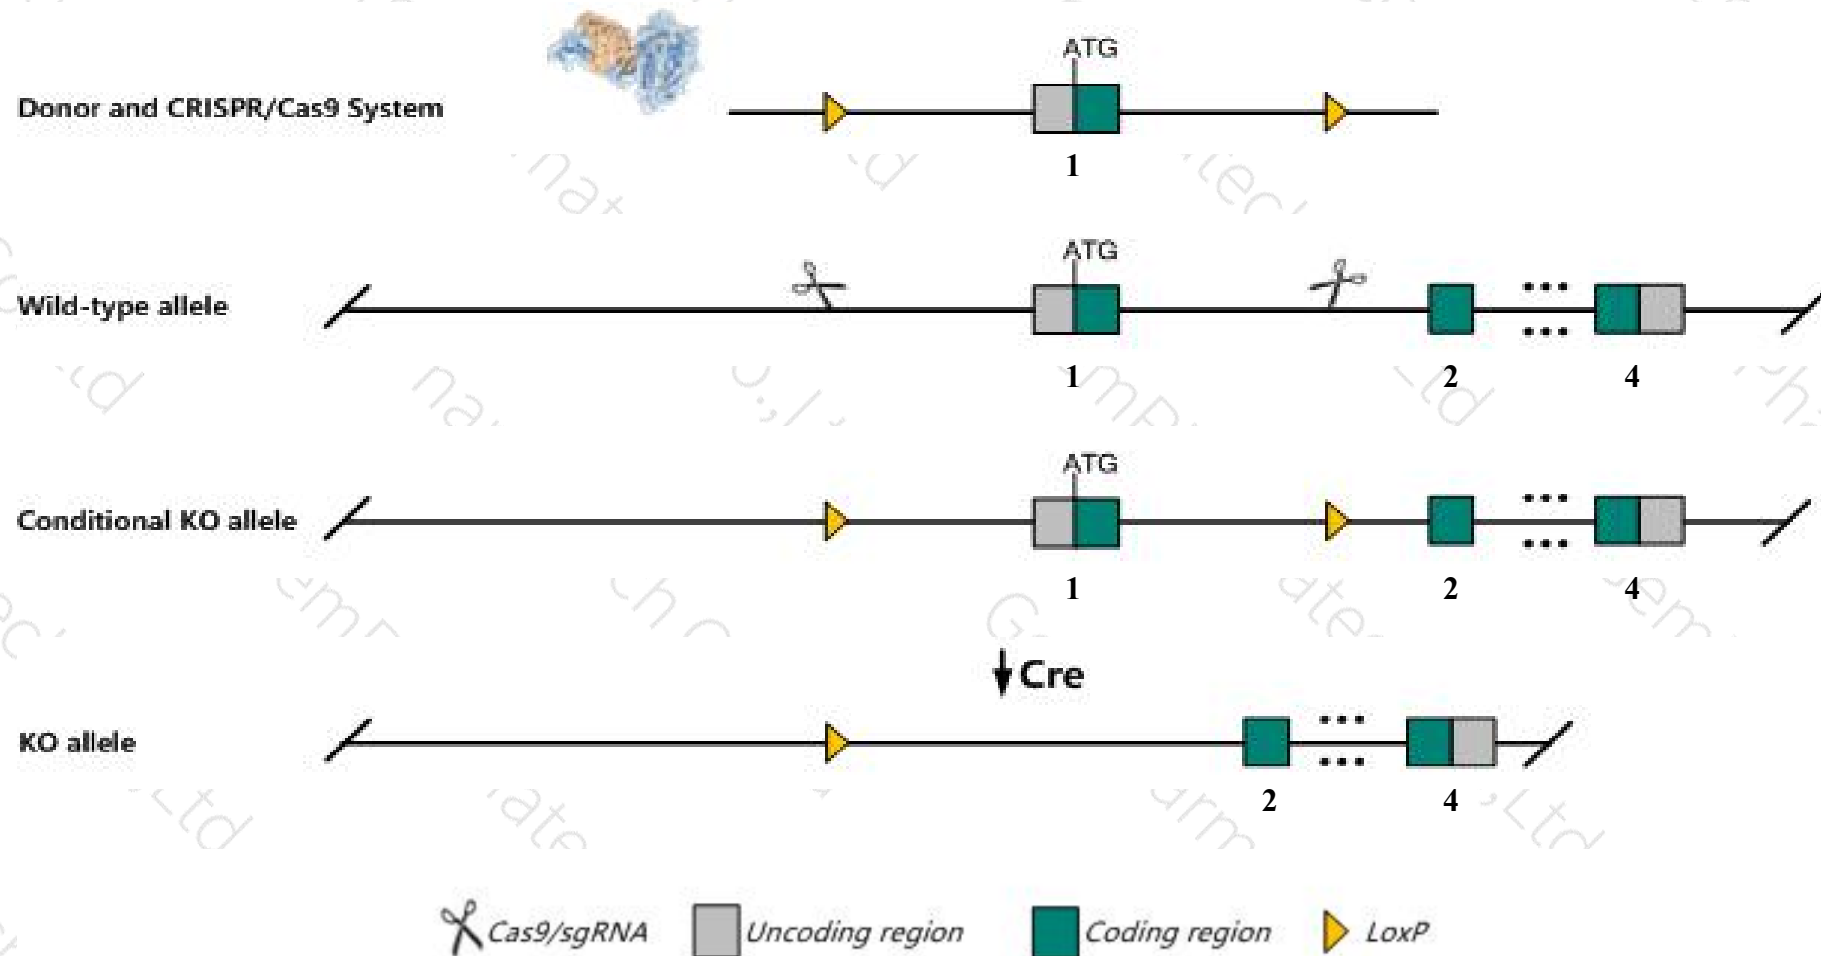 ATG
Donor and CRISPR/Cas9 System
1
ATG
Wild-type allele
1 2 4
ATG
Conditional KO allele
1 2 4
Cre
KO allele
2 4
Cas9/sgRNA Uncoding region Coding region LoxP